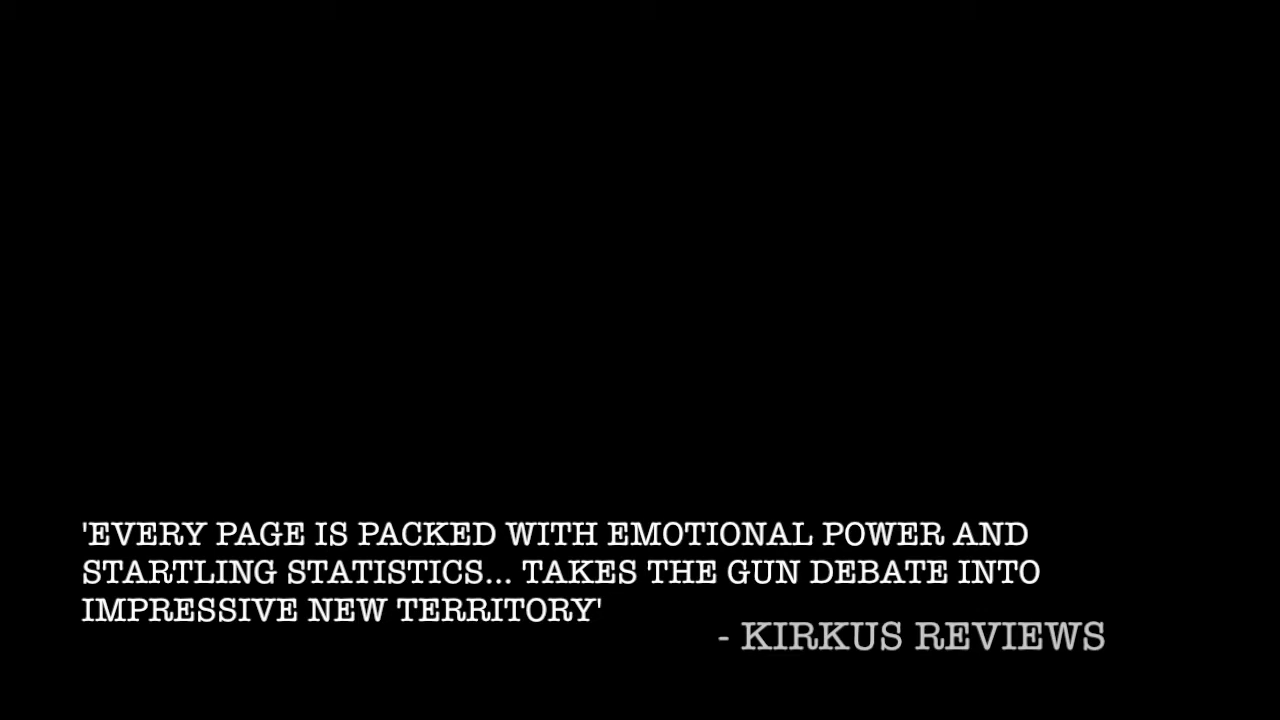 'EVERY PAGE IS PACKED WITH EMOTIONAL POWER AND
STARTLING STATISTICS... TAKES THE GUN DEBATE INTO
IMPRESSIVE NEW TERRITORY'
- KIRKUS REVIEWS